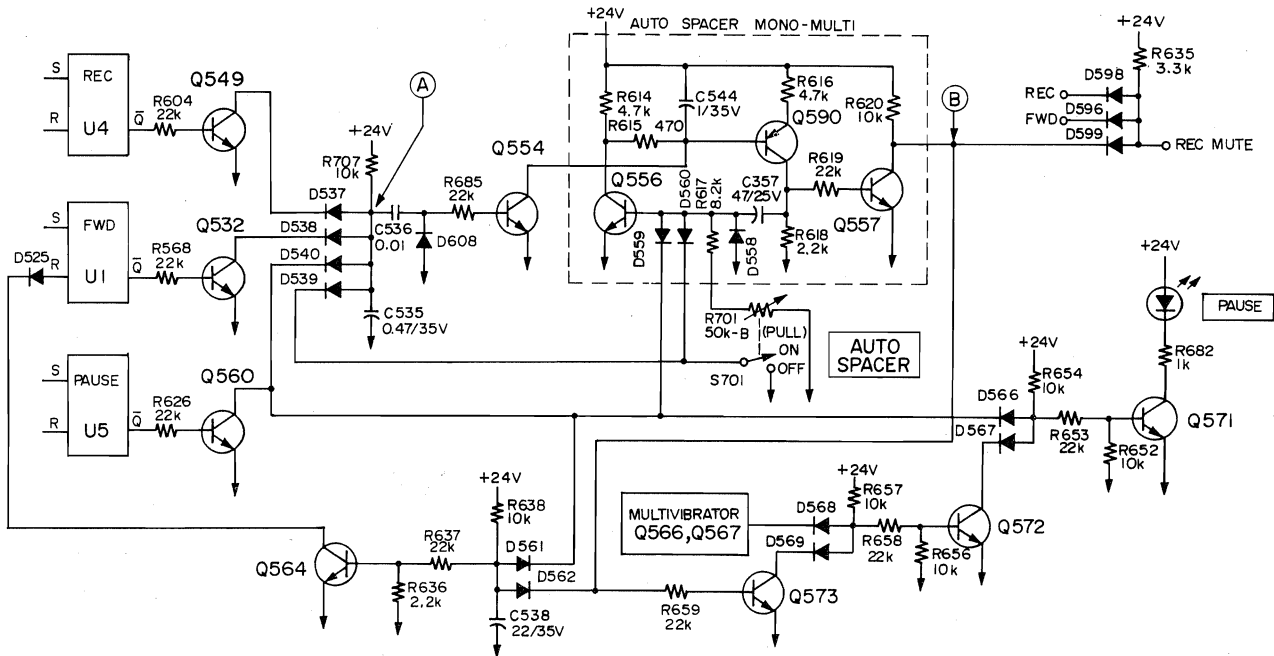 +24V
AUTO SPACER MONO-MULTI
+24V
S
REC
R
U4
Q̄
R604
22k
Q549
A
+24V
R707
10k
Q554
R614
4.7k
C544
1/35V
R616
4.7k
R615
470
Q590
R620
10k
B
R635
3.3k
D598
REC
D596
FWD
D599
REC MUTE
D537
D538
D540
D539
C536
0.01
R685
22k
D608
Q556
D560
R617
8.2k
C357
47/25V
R619
22k
Q557
D559
D558
R618
2.2k
S
FWD
D525
R
U1
Q̄
R568
22k
Q532
C535
0.47/35V
R701
50k-B
(PULL)
ON
OFF
S701
AUTO
SPACER
+24V
PAUSE
R682
1k
S
PAUSE
R
U5
Q̄
R626
22k
Q560
+24V
R654
10k
D566
D567
R653
22k
R652
10k
Q571
+24V
R638
10k
R637
22k
D561
D562
Q564
R636
2.2k
C538
22/35V
MULTIVIBRATOR
Q566,Q567
+24V
R657
10k
D568
D569
R658
22k
R656
10k
Q572
R659
22k
Q573